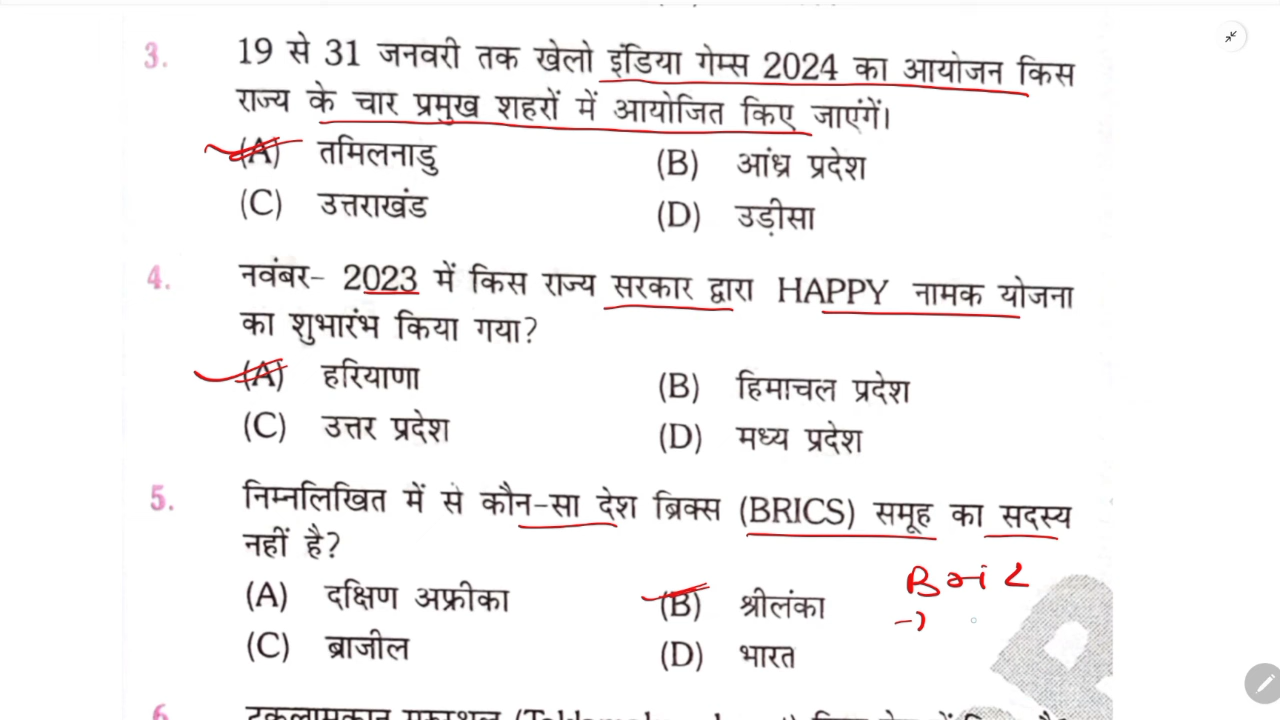 3. 19 से 31 जनवरी तक खेलो इंडिया गेम्स 2024 का आयोजन किस
राज्य के चार प्रमुख शहरों में आयोजित किए जाएंगें।
(A) तमिलनाडु (B) आंध्र प्रदेश
(C) उत्तराखंड (D) उड़ीसा
4. नवंबर- 2023 में किस राज्य सरकार द्वारा HAPPY नामक योजना
का शुभारंभ किया गया?
(A) हरियाणा (B) हिमाचल प्रदेश
(C) उत्तर प्रदेश (D) मध्य प्रदेश
5. निम्नलिखित में से कौन-सा देश ब्रिक्स (BRICS) समूह का सदस्य
नहीं है?
(A) दक्षिण अफ्रीका (B) श्रीलंका
(C) ब्राजील (D) भारत